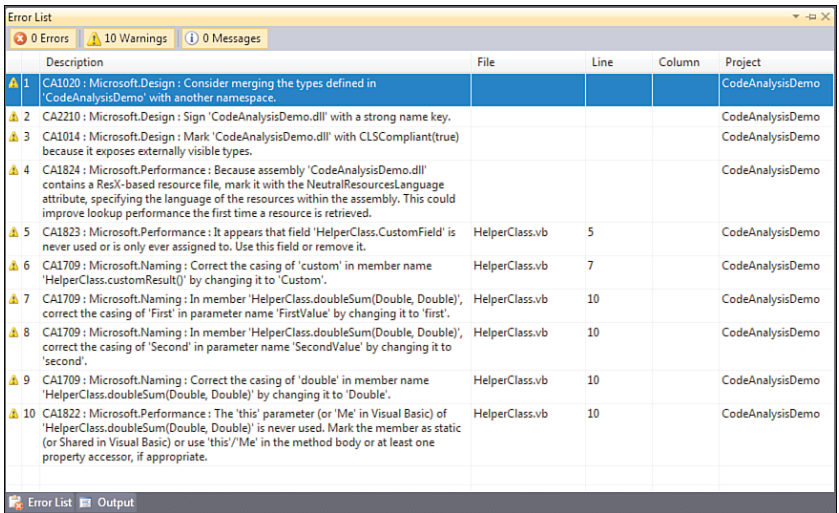 Error List
0 Errors 10 Warnings 0 Messages
Description File Line Column Project
1 CA1020 : Microsoft.Design : Consider merging the types defined in CodeAnalysisDemo
'CodeAnalysisDemo' with another namespace.
2 CA2210 : Microsoft.Design : Sign 'CodeAnalysisDemo.dll' with a strong name key. CodeAnalysisDemo
3 CA1014 : Microsoft.Design : Mark 'CodeAnalysisDemo.dll' with CLSCompliant(true) CodeAnalysisDemo
because it exposes externally visible types.
4 CA1824 : Microsoft.Performance : Because assembly 'CodeAnalysisDemo.dll' CodeAnalysisDemo
contains a ResX-based resource file, mark it with the NeutralResourcesLanguage
attribute, specifying the language of the resources within the assembly. This could
improve lookup performance the first time a resource is retrieved.
5 CA1823 : Microsoft.Performance : It appears that field 'HelperClass.CustomField' is HelperClass.vb 5 CodeAnalysisDemo
never used or is only ever assigned to. Use this field or remove it.
6 CA1709 : Microsoft.Naming : Correct the casing of 'custom' in member name HelperClass.vb 7 CodeAnalysisDemo
'HelperClass.customResult()' by changing it to 'Custom'.
7 CA1709 : Microsoft.Naming : In member 'HelperClass.doubleSum(Double, Double)', HelperClass.vb 10 CodeAnalysisDemo
correct the casing of 'First' in parameter name 'FirstValue' by changing it to 'first'.
8 CA1709 : Microsoft.Naming : In member 'HelperClass.doubleSum(Double, Double)', HelperClass.vb 10 CodeAnalysisDemo
correct the casing of 'Second' in parameter name 'SecondValue' by changing it to
'second'.
9 CA1709 : Microsoft.Naming : Correct the casing of 'double' in member name HelperClass.vb 10 CodeAnalysisDemo
'HelperClass.doubleSum(Double, Double)' by changing it to 'Double'.
10 CA1822 : Microsoft.Performance : The 'this' parameter (or 'Me' in Visual Basic) of HelperClass.vb 10 CodeAnalysisDemo
'HelperClass.doubleSum(Double, Double)' is never used. Mark the member as static
(or Shared in Visual Basic) or use 'this'/'Me' in the method body or at least one
property accessor, if appropriate.
Error List Output